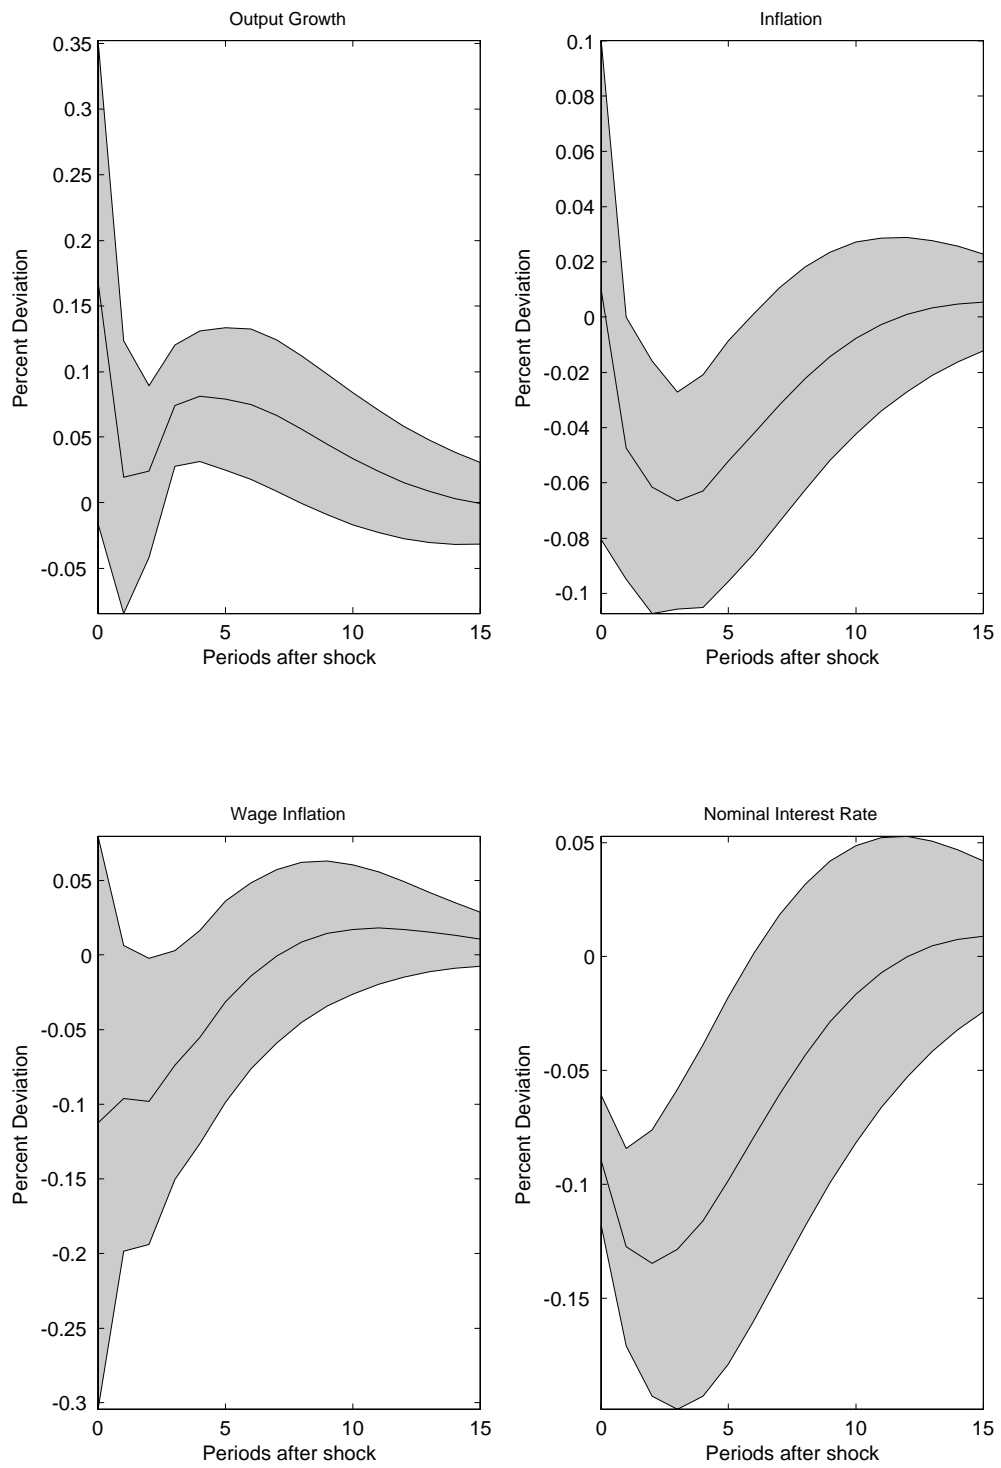 Output Growth
0.35
0.3
0.25
0.2
0.15
0.1
0.05
0
-0.05
Percent Deviation
0 5 10 15
Periods after shock
Inflation
0.1
0.08
0.06
0.04
0.02
0
-0.02
-0.04
-0.06
-0.08
-0.1
Percent Deviation
0 5 10 15
Periods after shock
Wage Inflation
0.05
0
-0.05
-0.1
-0.15
-0.2
-0.25
-0.3
Percent Deviation
0 5 10 15
Periods after shock
Nominal Interest Rate
0.05
0
-0.05
-0.1
-0.15
Percent Deviation
0 5 10 15
Periods after shock